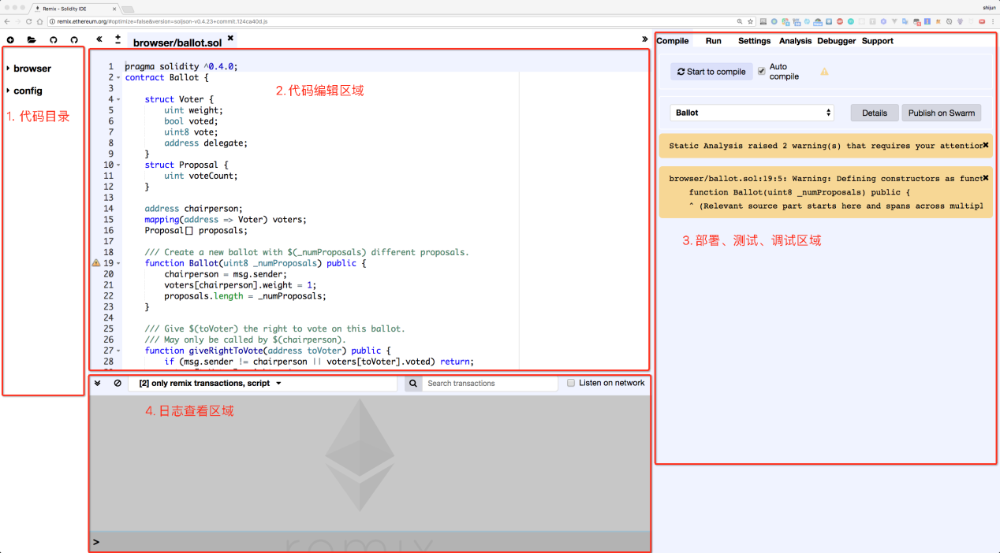 Remix - Solidity IDE
shijun
remix.ethereum.org/#optimize=false&version=soljson-v0.4.23+commit.124ca40d.js
browser/ballot.sol
Compile Run Settings Analysis Debugger Support
browser
config
1. 代码目录
1 pragma solidity ^0.4.0;
2 contract Ballot {
3
4 struct Voter {
5 uint weight;
6 bool voted;
7 uint8 vote;
8 address delegate;
9 }
10 struct Proposal {
11 uint voteCount;
12 }
13
14 address chairperson;
15 mapping(address => Voter) voters;
16 Proposal[] proposals;
17
18 /// Create a new ballot with $(_numProposals) different proposals.
19 function Ballot(uint8 _numProposals) public {
20 chairperson = msg.sender;
21 voters[chairperson].weight = 1;
22 proposals.length = _numProposals;
23 }
24
25 /// Give $(toVoter) the right to vote on this ballot.
26 /// May only be called by $(chairperson).
27 function giveRightToVote(address toVoter) public {
28 if (msg.sender != chairperson || voters[toVoter].voted) return;
2. 代码编辑区域
Start to compile
Auto compile
Ballot
Details
Publish on Swarm
Static Analysis raised 2 warning(s) that requires your attention
browser/ballot.sol:19:5: Warning: Defining constructors as funct
function Ballot(uint8 _numProposals) public {
^ (Relevant source part starts here and spans across multipl
3. 部署、测试、调试区域
[2] only remix transactions, script
Search transactions
Listen on network
4. 日志查看区域
>
remix